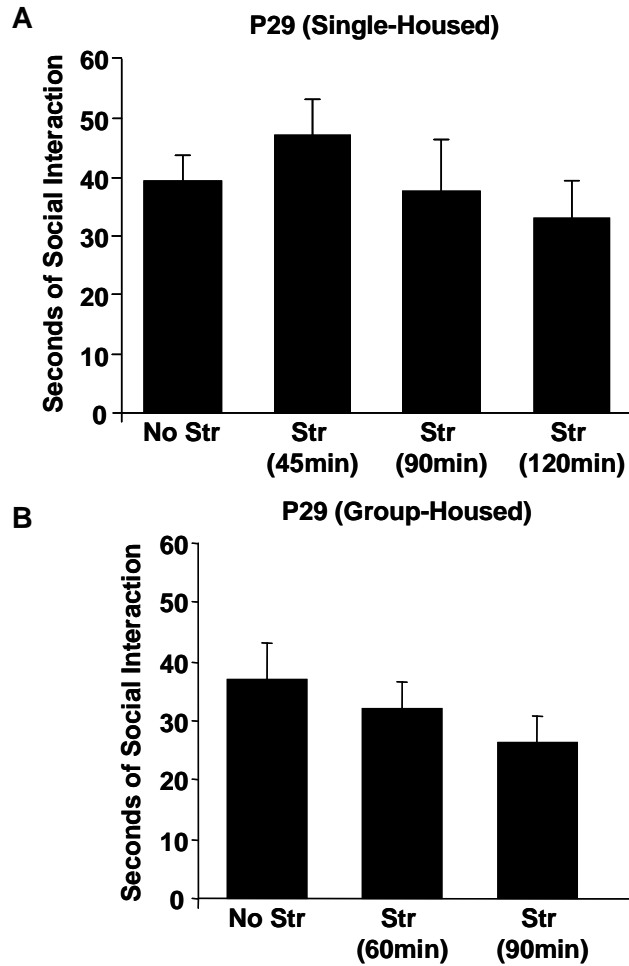 A
P29 (Single-Housed)
Seconds of Social Interaction
60
50
40
30
20
10
0
No Str
Str
(45min)
Str
(90min)
Str
(120min)
B
P29 (Group-Housed)
Seconds of Social Interaction
60
50
40
30
20
10
0
No Str
Str
(60min)
Str
(90min)